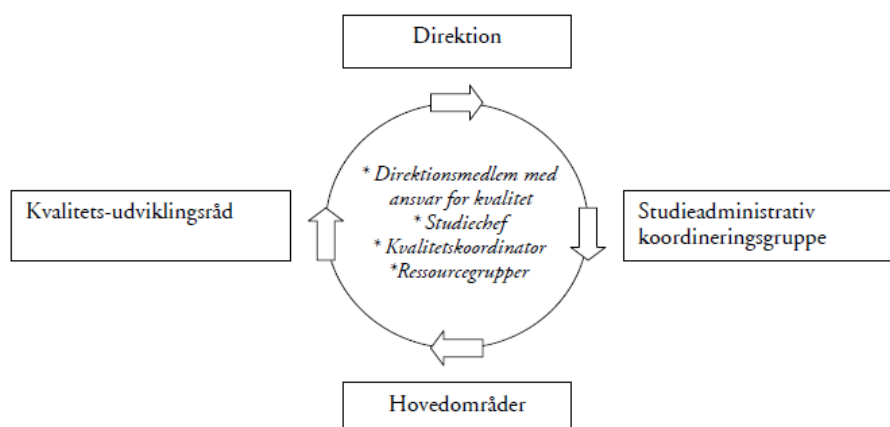 Direktion
* Direktionsmedlem med
ansvar for kvalitet
* Studiechef
* Kvalitetskoordinator
*Ressourcegrupper
Kvalitets-udviklingsråd
Studieadministrativ
koordineringsgruppe
Hovedområder